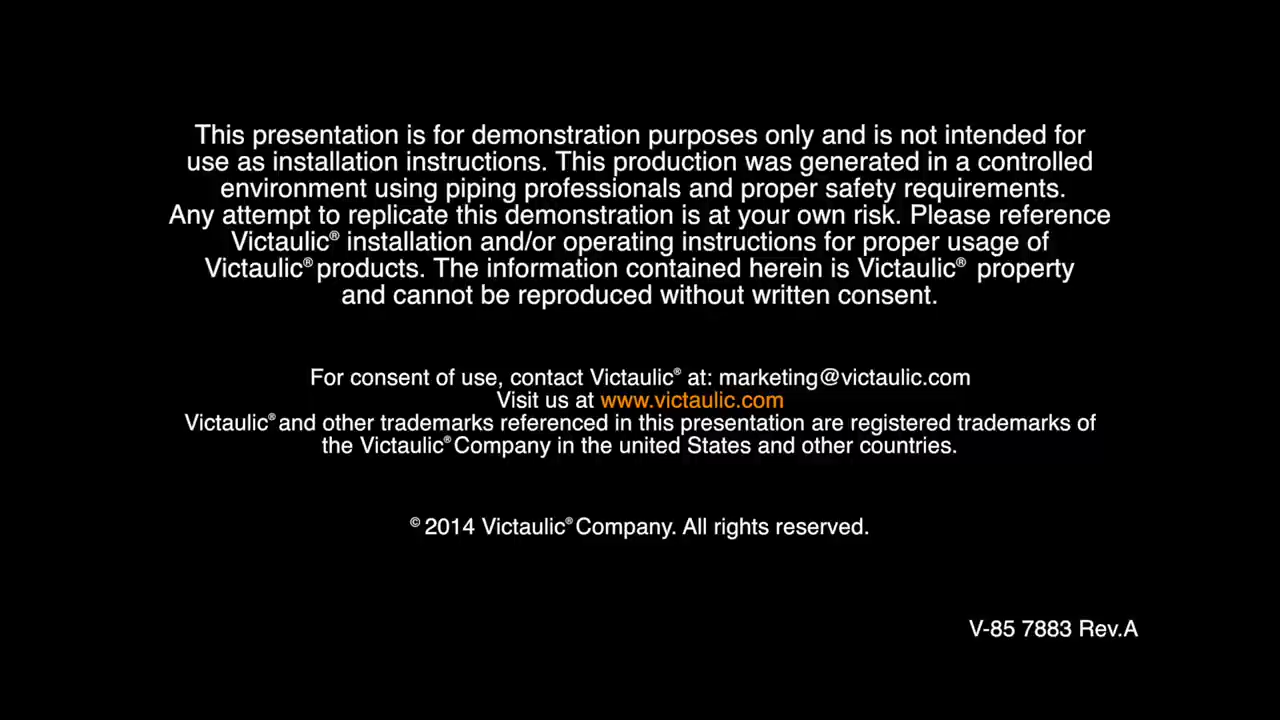 This presentation is for demonstration purposes only and is not intended for
use as installation instructions. This production was generated in a controlled
environment using piping professionals and proper safety requirements.
Any attempt to replicate this demonstration is at your own risk. Please reference
Victaulic® installation and/or operating instructions for proper usage of
Victaulic® products. The information contained herein is Victaulic® property
and cannot be reproduced without written consent.
For consent of use, contact Victaulic® at: marketing@victaulic.com
Visit us at www.victaulic.com
Victaulic® and other trademarks referenced in this presentation are registered trademarks of
the Victaulic® Company in the united States and other countries.
© 2014 Victaulic® Company. All rights reserved.
V-85 7883 Rev.A